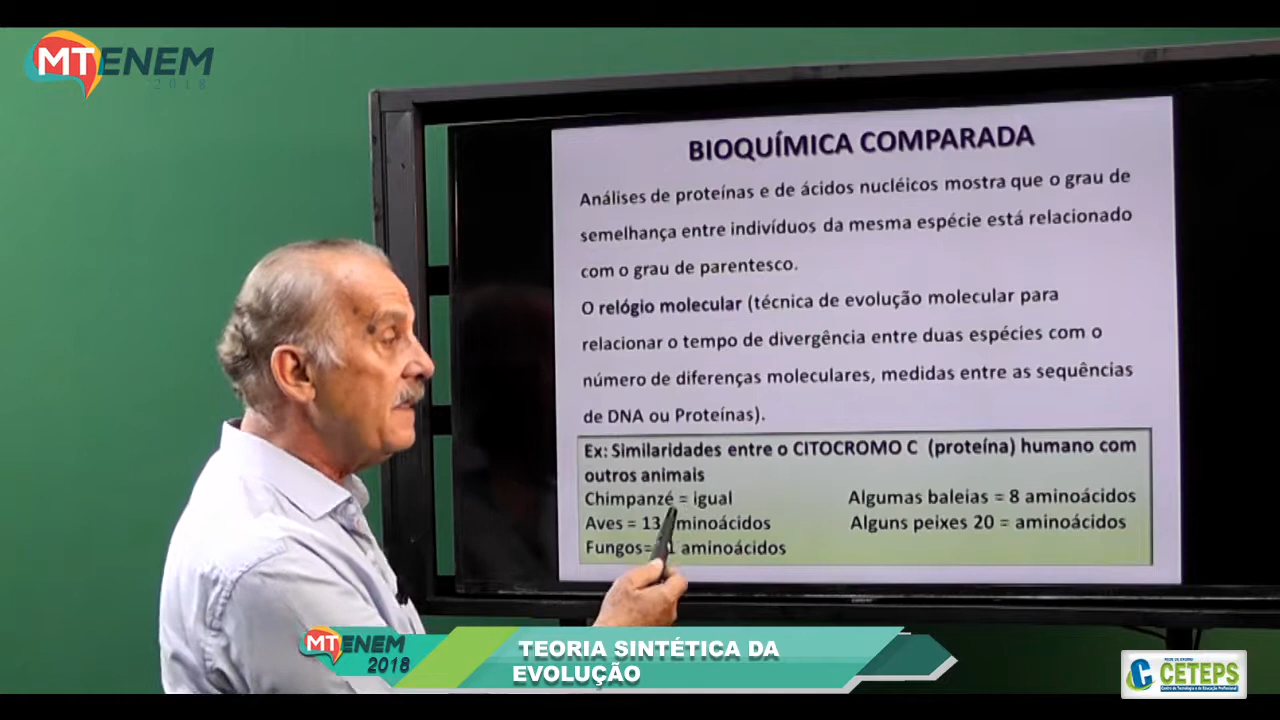 MTENEM
2018
BIOQUÍMICA COMPARADA
Análises de proteínas e de ácidos nucléicos mostra que o grau de
semelhança entre indivíduos da mesma espécie está relacionado
com o grau de parentesco.
O relógio molecular (técnica de evolução molecular para
relacionar o tempo de divergência entre duas espécies com o
número de diferenças moleculares, medidas entre as sequências
de DNA ou Proteínas).
Ex: Similaridades entre o CITOCROMO C (proteína) humano com
outros animais
Chimpanzé = igual
Algumas baleias = 8 aminoácidos
Aves = 13 aminoácidos
Alguns peixes 20 = aminoácidos
Fungos= aminoácidos
MTENEM
2018
TEORIA SINTÉTICA DA
EVOLUÇÃO
CETEPS